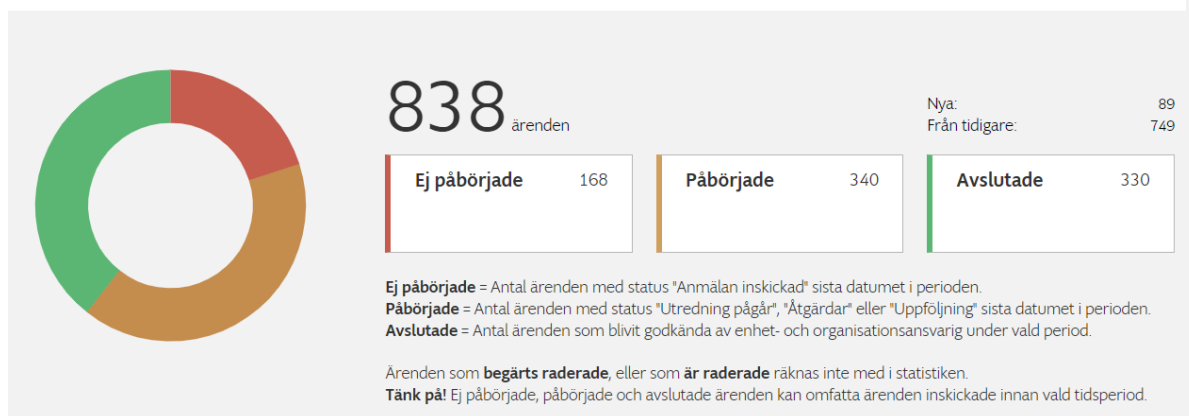 838 ärenden
Nya: 89
Från tidigare: 749
Ej påbörjade 168
Påbörjade 340
Avslutade 330
Ej påbörjade = Antal ärenden med status "Anmälan inskickad" sista datumet i perioden.
Påbörjade = Antal ärenden med status "Utredning pågår", "Åtgärdar" eller "Uppföljning" sista datumet i perioden.
Avslutade = Antal ärenden som blivit godkända av enhet- och organisationsansvarig under vald period.
Ärenden som begärts raderade, eller som är raderade räknas inte med i statistiken.
Tänk på! Ej påbörjade, påbörjade och avslutade ärenden kan omfatta ärenden inskickade innan vald tidsperiod.